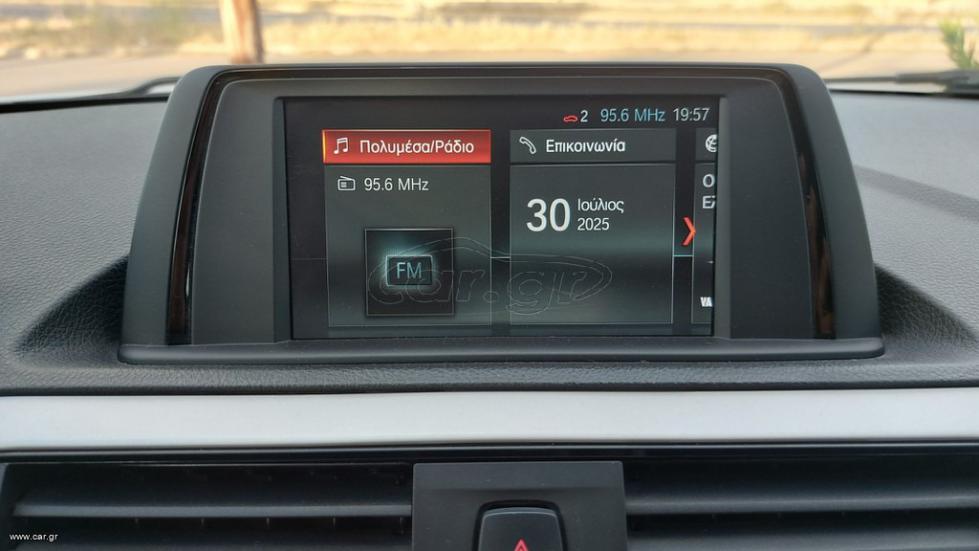 2 95.6 MHz 19:57
Πολυμέσα/Ράδιο
Επικοινωνία
95.6 MHz
30 Ιούλιος
2025
FM
car.gr
www.car.gr